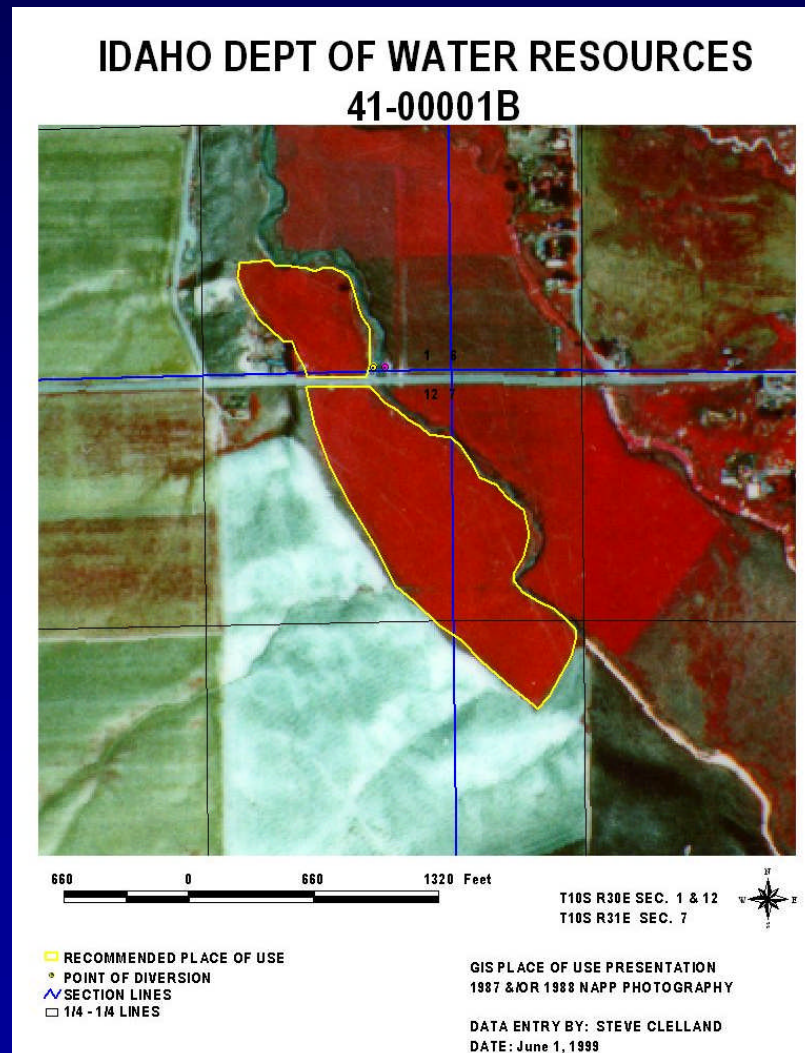 IDAHO DEPT OF WATER RESOURCES
41-00001B
1 6
12 7
660 0 660 1320 Feet
T10S R30E SEC. 1 & 12
T10S R31E SEC. 7
N
W E
S
RECOMMENDED PLACE OF USE
POINT OF DIVERSION
SECTION LINES
1/4 - 1/4 LINES
GIS PLACE OF USE PRESENTATION
1987 &/OR 1988 NAPP PHOTOGRAPHY
DATA ENTRY BY: STEVE CLELLAND
DATE: June 1, 1999